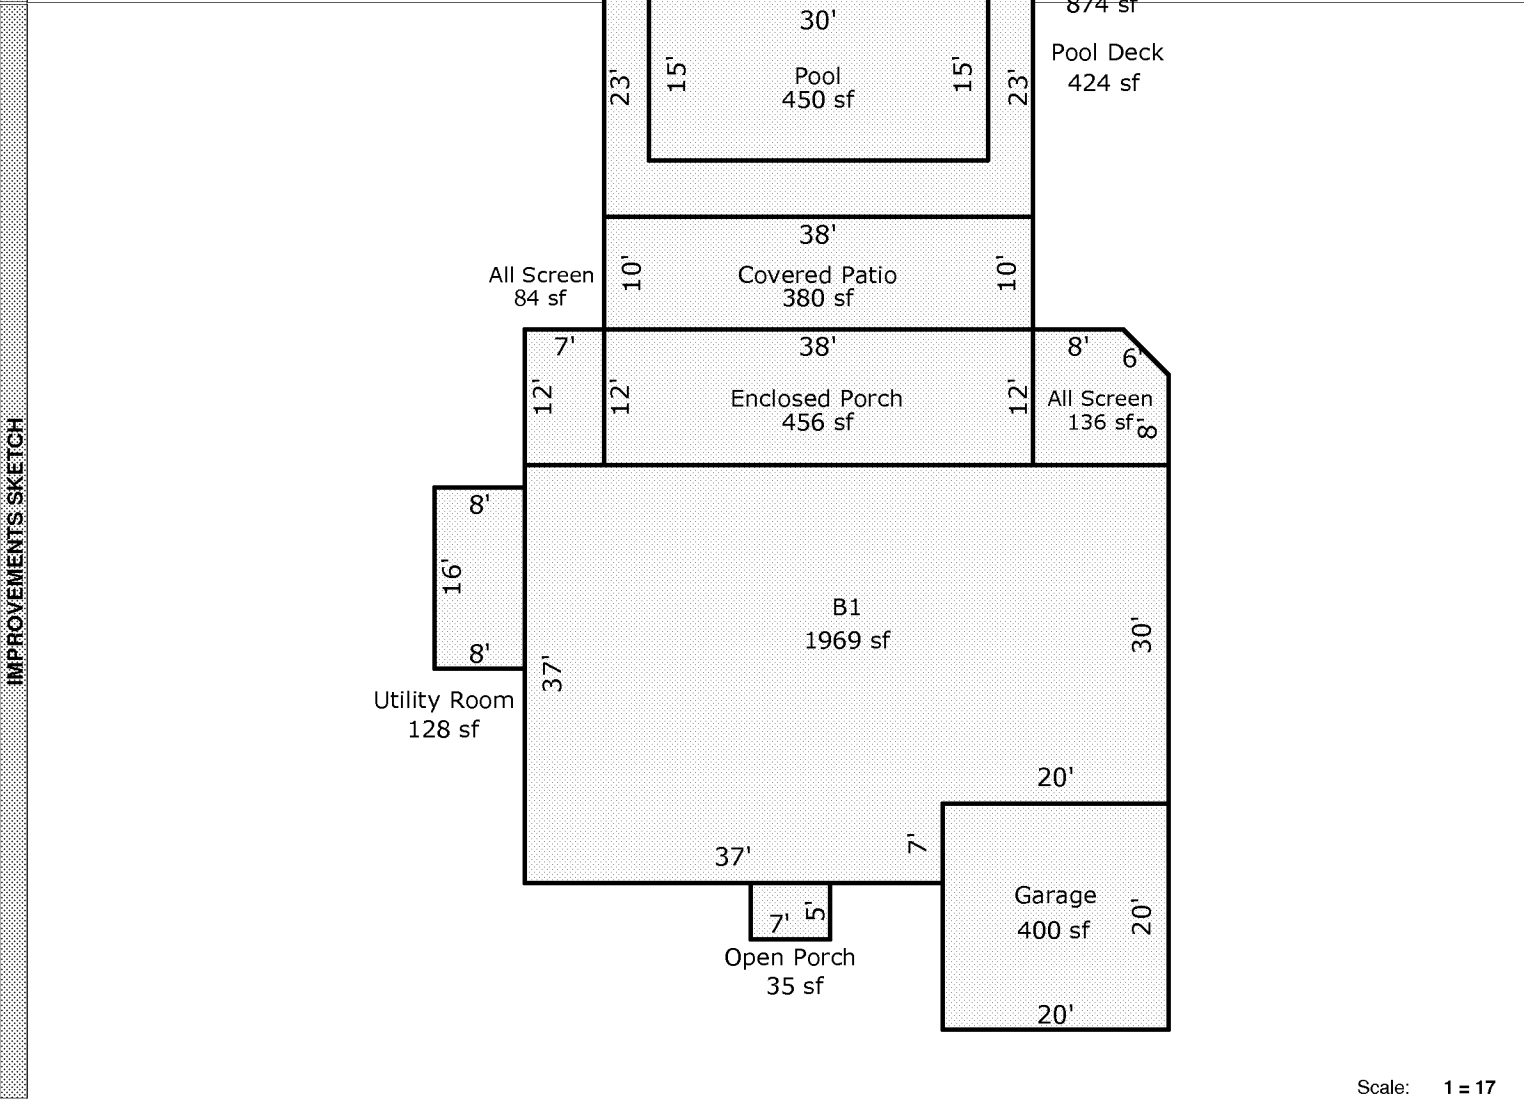 874 sf
30'
Pool Deck
424 sf
23'
15'
Pool
450 sf
15'
23'
38'
All Screen
84 sf
10'
Covered Patio
380 sf
10'
7'
38'
8'
6'
12'
12'
Enclosed Porch
456 sf
12'
All Screen
136 sf
8'
IMPROVEMENTS SKETCH
8'
16'
8'
B1
1969 sf
30'
37'
Utility Room
128 sf
20'
37'
7'
Garage
400 sf
20'
7'
5'
Open Porch
35 sf
20'
Scale: 1 = 17